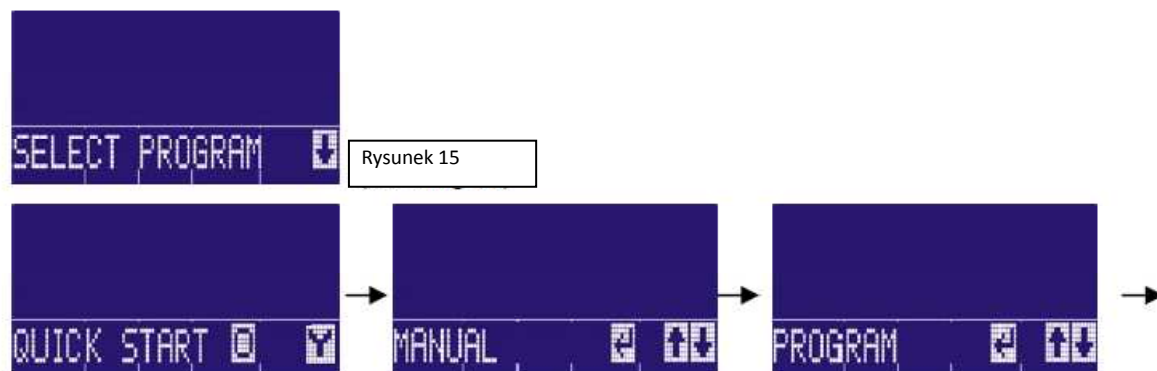 SELECT PROGRAM ↓
Rysunek 15
QUICK START Y
MANUAL ↑↓
PROGRAM ↑↓